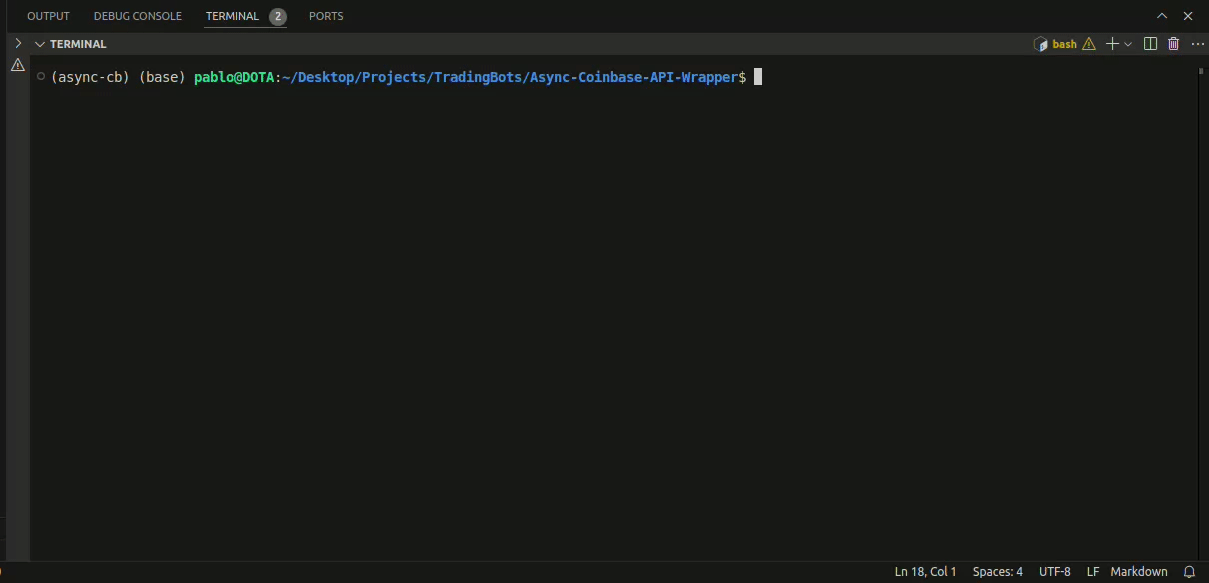 OUTPUT DEBUG CONSOLE TERMINAL 2 PORTS
TERMINAL bash
(async-cb) (base) pablo@DOTA:~/Desktop/Projects/TradingBots/Async-Coinbase-API-Wrapper$
Ln 18, Col 1 Spaces: 4 UTF-8 LF Markdown